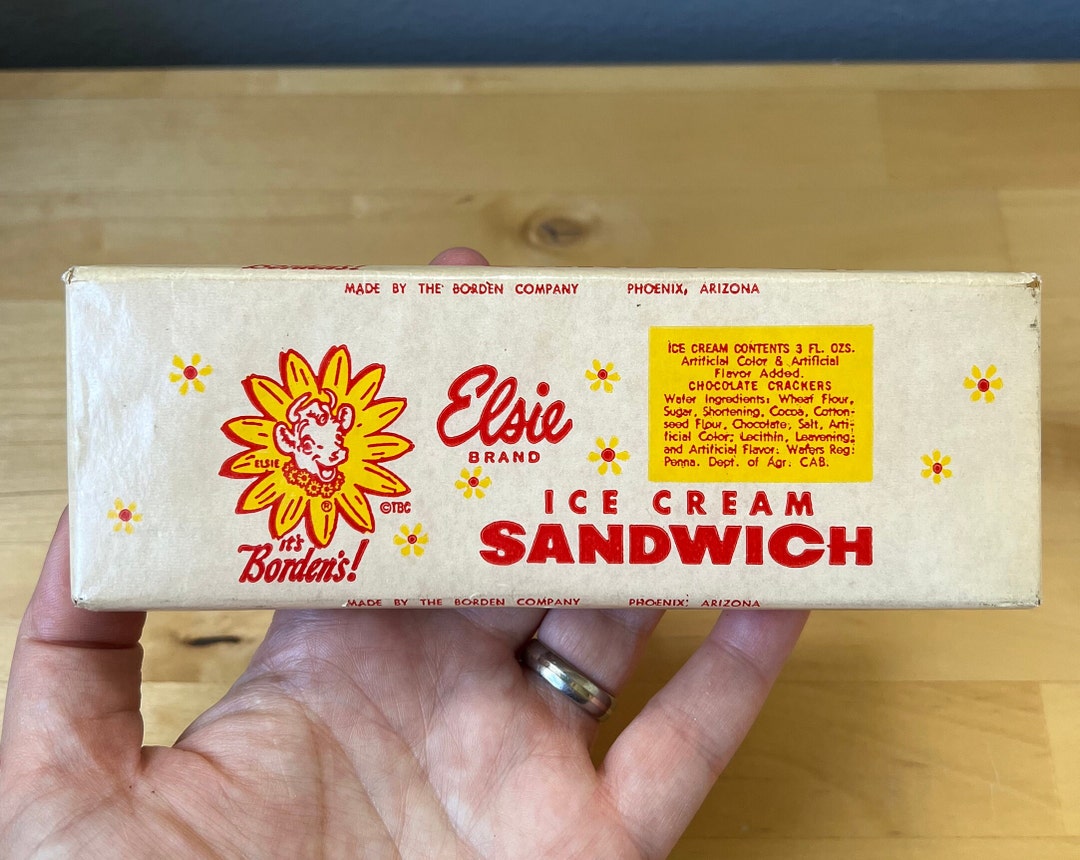 Borden's!
MADE BY THE BORDEN COMPANY PHOENIX, ARIZONA
ELSIE
®
©TBC
it's
Borden's!
Elsie
BRAND
ICE CREAM
SANDWICH
ICE CREAM CONTENTS 3 FL. OZS.
Artificial Color & Artificial
Flavor Added.
CHOCOLATE CRACKERS
Wafer Ingredients: Wheat Flour,
Sugar, Shortening, Cocoa, Cotton-
seed Flour, Chocolate, Salt, Arti-
ficial Color, Lecithin, Leavening,
and Artificial Flavor. Wafers Reg.
Penna. Dept. of Agr. CAB.
MADE BY THE BORDEN COMPANY PHOENIX, ARIZONA